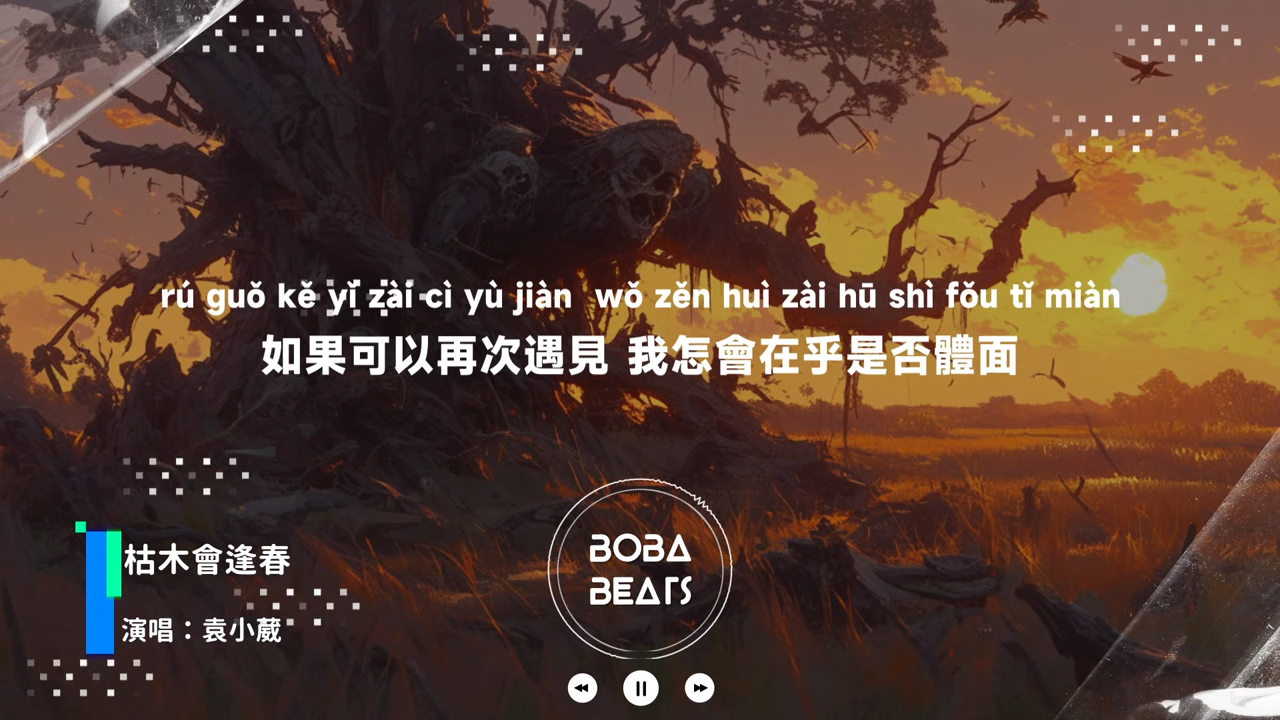 rú guǒ kě yǐ zài cì yù jiàn wǒ zěn huì zài hū shì fǒu tǐ miàn
如果可以再次遇見 我怎會在乎是否體面
枯木會逢春
演唱：袁小葳
BOBA
BEATS